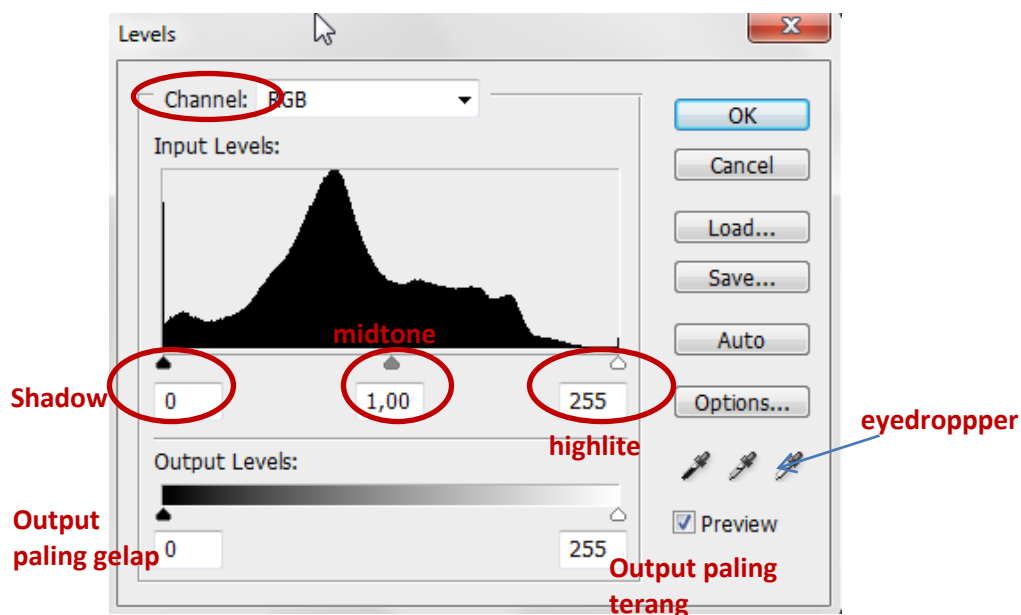 Levels
Channel: RGB
OK
Input Levels:
Cancel
Load...
Save...
midtone
Auto
Shadow
0
1,00
255
Options...
highlite
eyedroppper
Output Levels:
Output
paling gelap
0
255
Preview
Output paling
terang